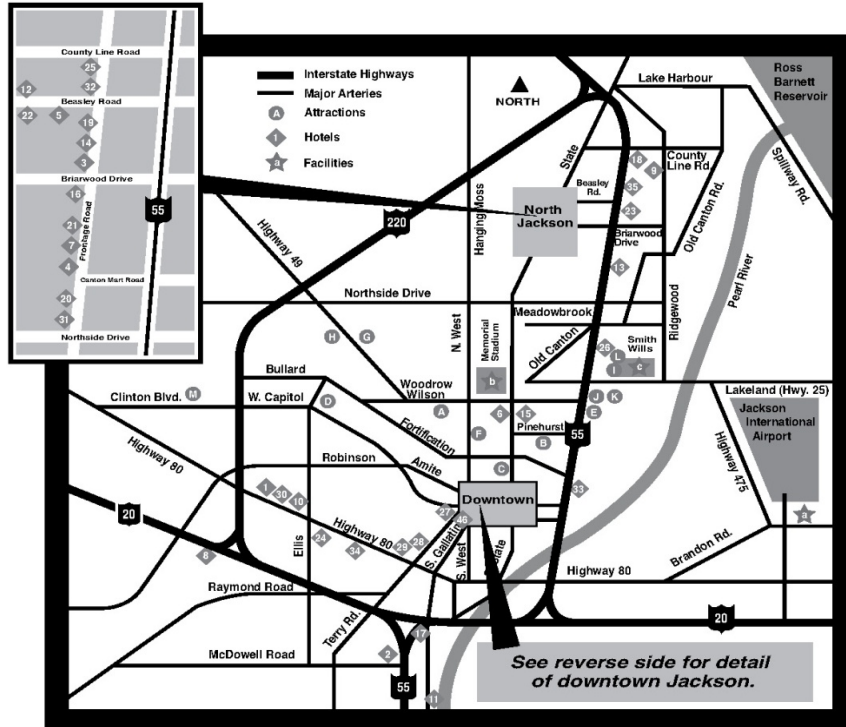 County Line Road
25
32
12
Beasley Road
22
5
19
14
3
Briarwood Drive
16
Frontage Road
55
21
7
4
Canton Mart Road
20
31
Northside Drive
Interstate Highways
Major Arteries
A Attractions
1 Hotels
a Facilities
NORTH
Lake Harbour
Ross
Barnett
Reservoir
State
Hanging Moss
220
Highway 49
18
9
County
Line Rd.
Beasley
Rd.
35
23
North
Jackson
Briarwood
Drive
Old Canton Rd.
Spillway Rd.
13
Pearl River
Northside Drive
Meadowbrook
Ridgewood
H
G
N. West
Memorial
Stadium
b
Old Canton
26
L
Smith
Wills
I
c
Bullard
Clinton Blvd.
M
W. Capitol
D
Woodrow
Wilson
A
6
15
J
K
E
Lakeland (Hwy. 25)
Jackson
International
Airport
Fortification
F
Pinehurst
B
55
Highway 80
Robinson
Amite
C
Highway 475
1
30
10
Downtown
33
20
27
46
a
Highway 80
24
34
29
28
S. Gallatin
S. West
State
Ellis
8
Brandon Rd.
Highway 80
Raymond Road
Terry Rd.
20
17
McDowell Road
2
55
11
See reverse side for detail
of downtown Jackson.